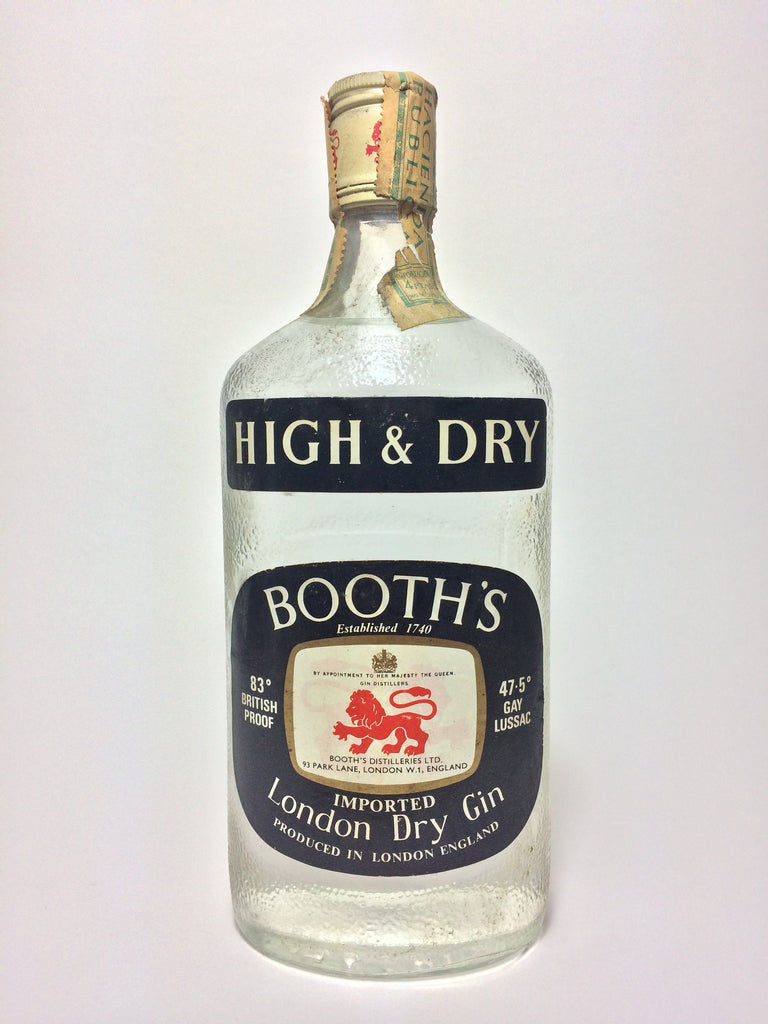 HACIENDA
PUBLICA
HIGH & DRY
BOOTH'S
Established 1740
BY APPOINTMENT TO HER MAJESTY THE QUEEN.
GIN DISTILLERS
83°
BRITISH
PROOF
47·5°
GAY
LUSSAC
BOOTH'S DISTILLERIES LTD.
93 PARK LANE, LONDON W.1, ENGLAND
IMPORTED
London Dry Gin
PRODUCED IN LONDON ENGLAND